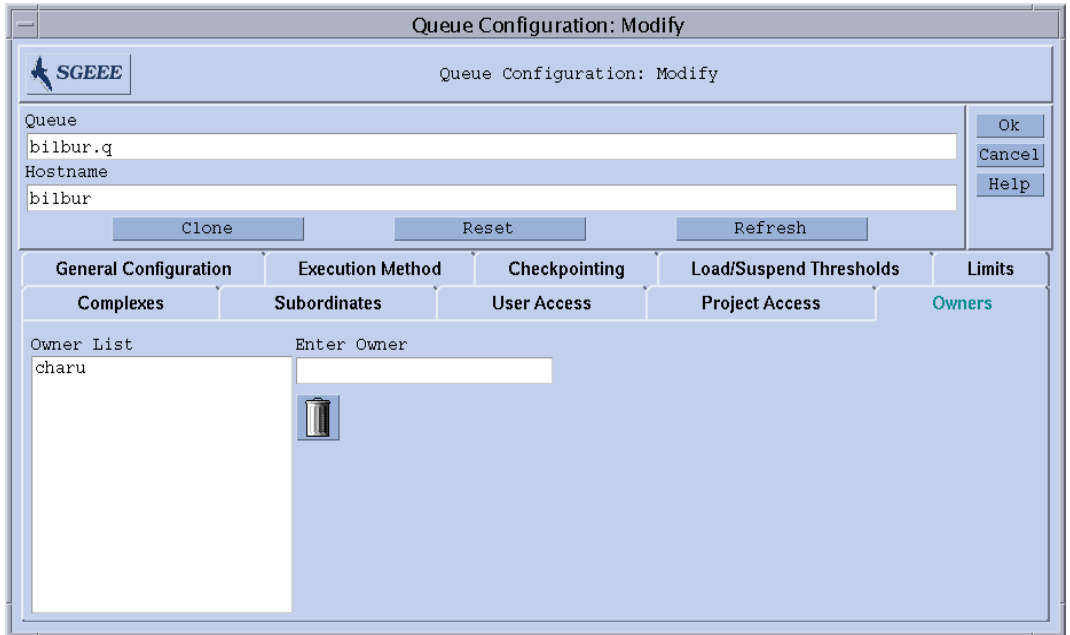 Queue Configuration: Modify
SGEEE
Queue Configuration: Modify
Queue
bilbur.q
Hostname
bilbur
Clone Reset Refresh
Ok
Cancel
Help
General Configuration Execution Method Checkpointing Load/Suspend Thresholds Limits
Complexes Subordinates User Access Project Access Owners
Owner List Enter Owner
charu